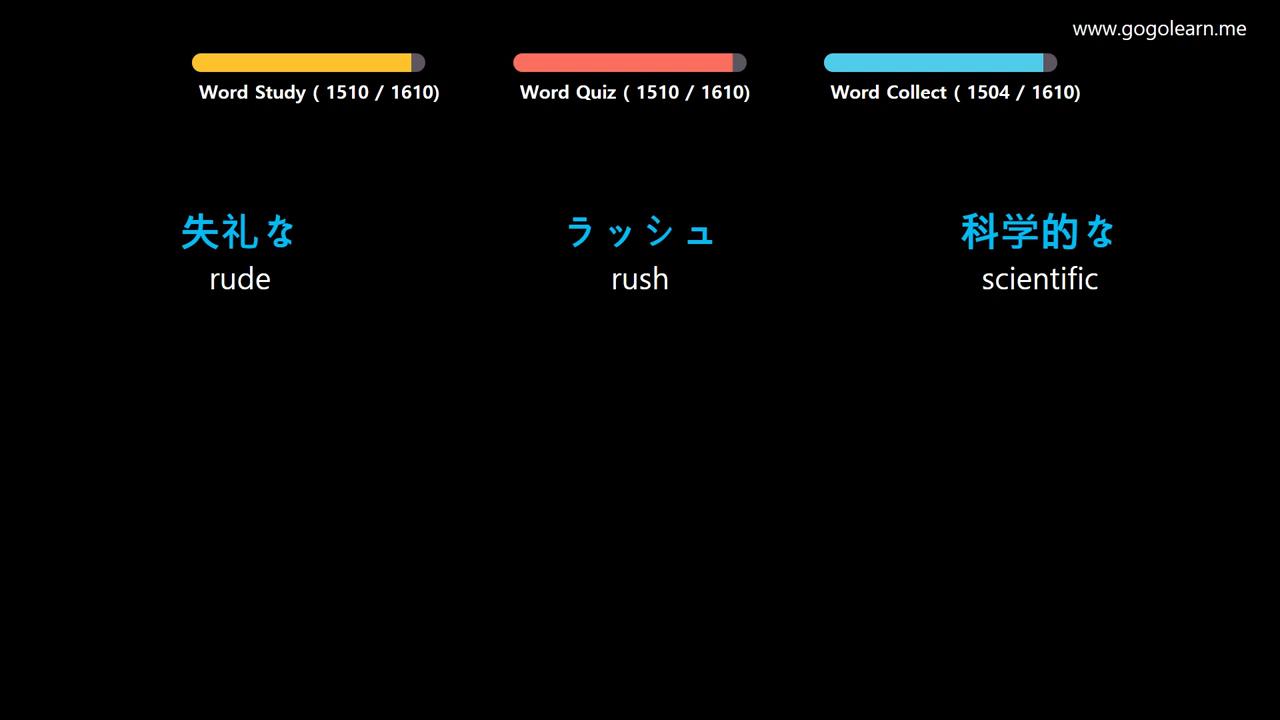 www.gogolearn.me
Word Study ( 1510 / 1610)
Word Quiz ( 1510 / 1610)
Word Collect ( 1504 / 1610)
失礼な
rude
ラッシュ
rush
科学的な
scientific